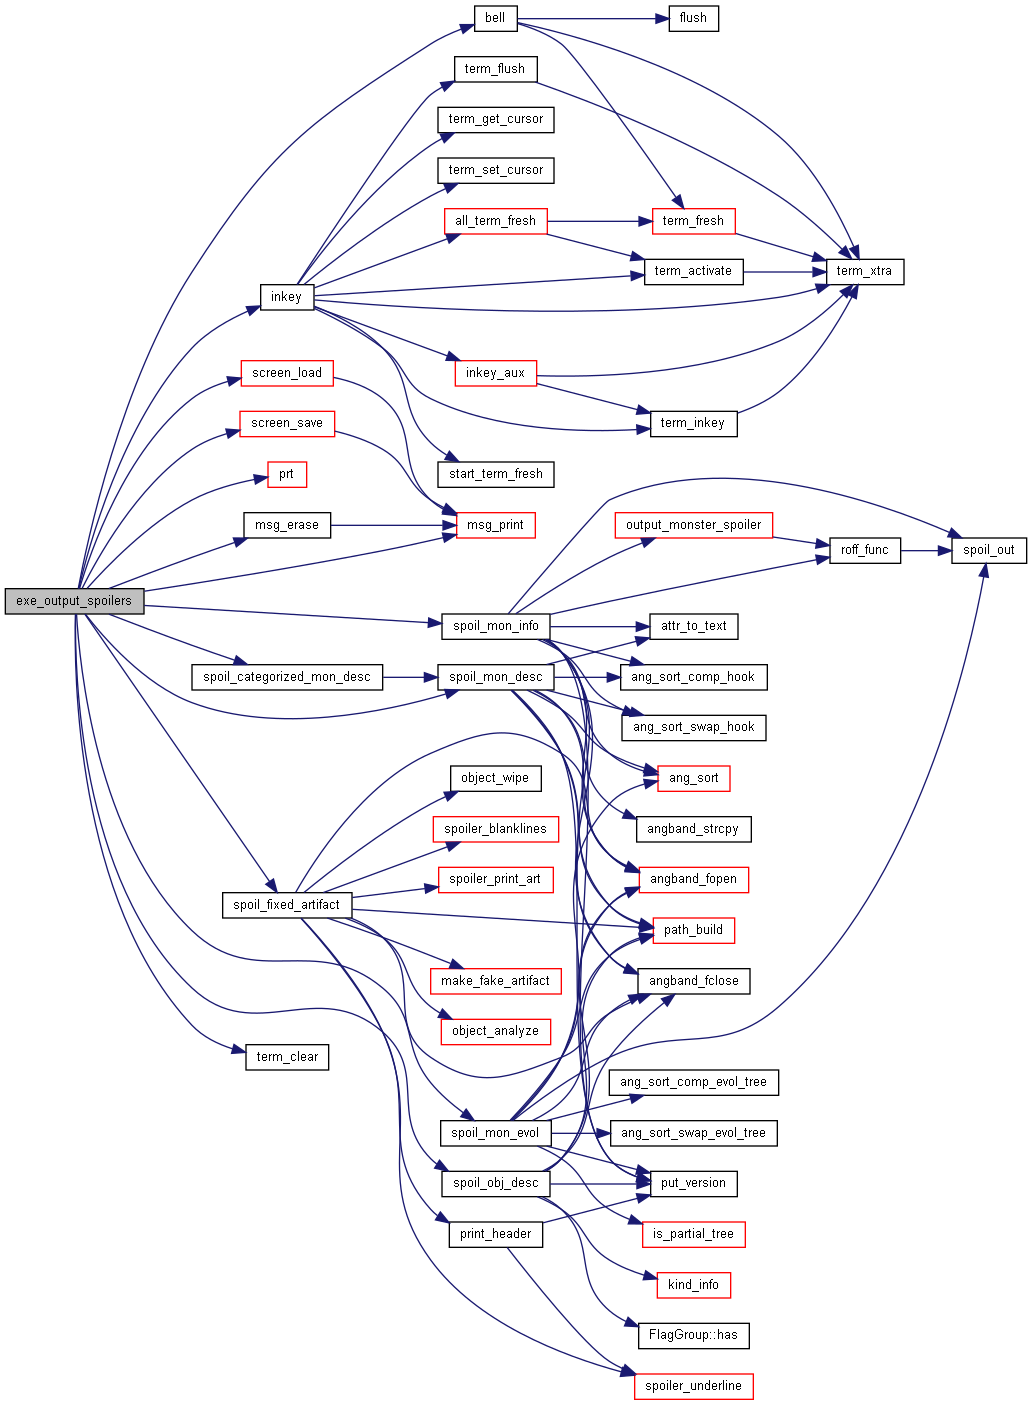 bell
flush
term_flush
term_get_cursor
term_set_cursor
all_term_fresh
term_fresh
term_activate
term_xtra
inkey
screen_load
inkey_aux
screen_save
term_inkey
prt
start_term_fresh
msg_erase
msg_print
output_monster_spoiler
roff_func
spoil_out
exe_output_spoilers
spoil_mon_info
attr_to_text
spoil_categorized_mon_desc
spoil_mon_desc
ang_sort_comp_hook
ang_sort_swap_hook
object_wipe
ang_sort
spoiler_blanklines
angband_strcpy
spoiler_print_art
angband_fopen
spoil_fixed_artifact
path_build
make_fake_artifact
angband_fclose
object_analyze
term_clear
ang_sort_comp_evol_tree
spoil_mon_evol
ang_sort_swap_evol_tree
spoil_obj_desc
put_version
print_header
is_partial_tree
kind_info
FlagGroup::has
spoiler_underline